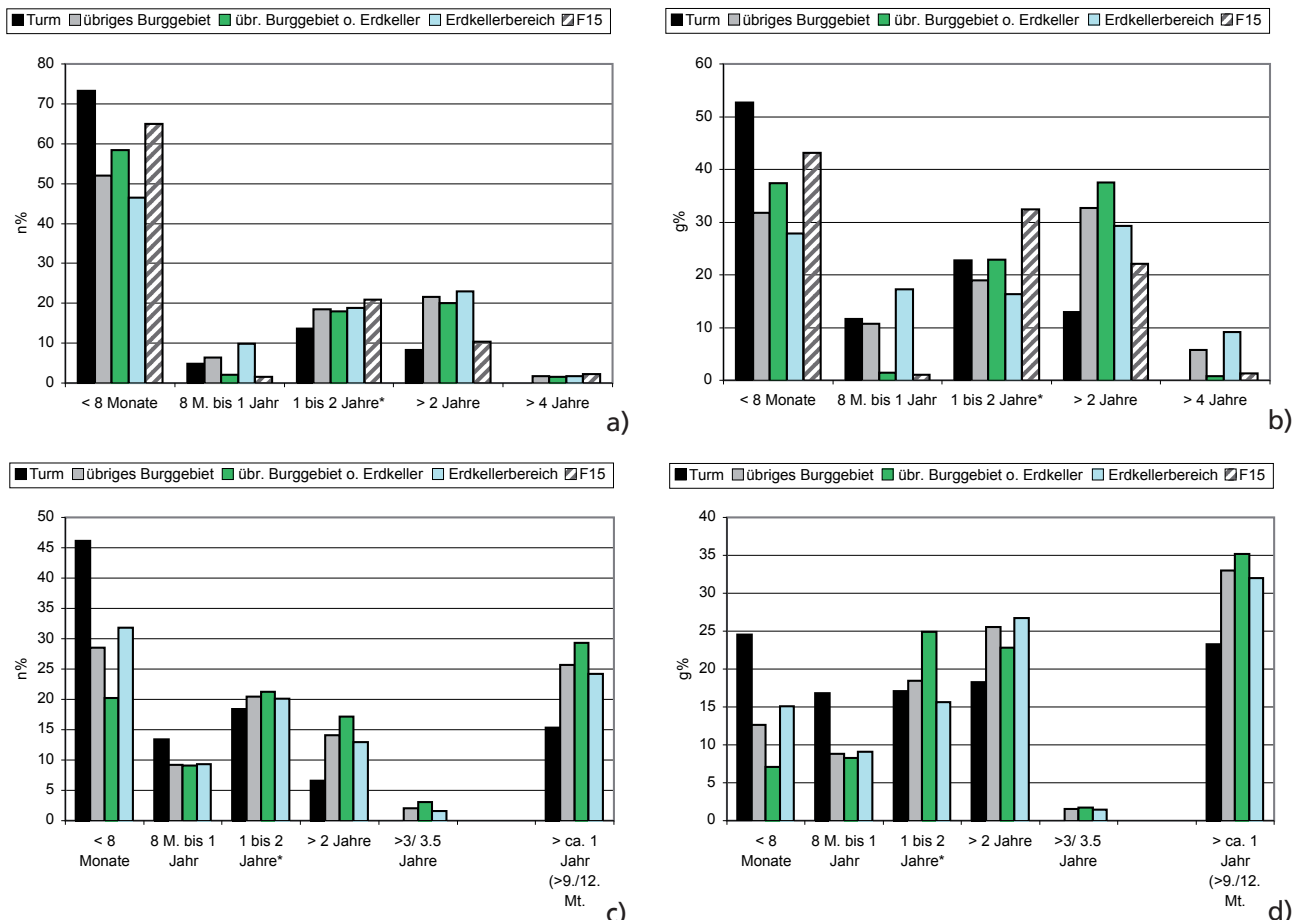 Turm übriges Burggebiet übr. Burggebiet o. Erdkeller Erdkellerbereich F15
80
70
60
50
40
30
20
10
0
n%
< 8 Monate 8 M. bis 1 Jahr 1 bis 2 Jahre* > 2 Jahre > 4 Jahre
a)
Turm übriges Burggebiet übr. Burggebiet o. Erdkeller Erdkellerbereich F15
60
50
40
30
20
10
0
g%
< 8 Monate 8 M. bis 1 Jahr 1 bis 2 Jahre* > 2 Jahre > 4 Jahre
b)
Turm übriges Burggebiet übr. Burggebiet o. Erdkeller Erdkellerbereich F15
50
45
40
35
30
25
20
15
10
5
0
n%
< 8 8 M. bis 1 1 bis 2 > 2 Jahre >3/ 3.5 > ca. 1
Monate Jahr Jahre* Jahre Jahr
(>9./12.
Mt.
c)
Turm übriges Burggebiet übr. Burggebiet o. Erdkeller Erdkellerbereich F15
40
35
30
25
20
15
10
5
0
g%
< 8 8 M. bis 1 1 bis 2 > 2 Jahre >3/ 3.5 > ca. 1
Monate Jahr Jahre* Jahre Jahr
(>9./12.
Mt.
d)